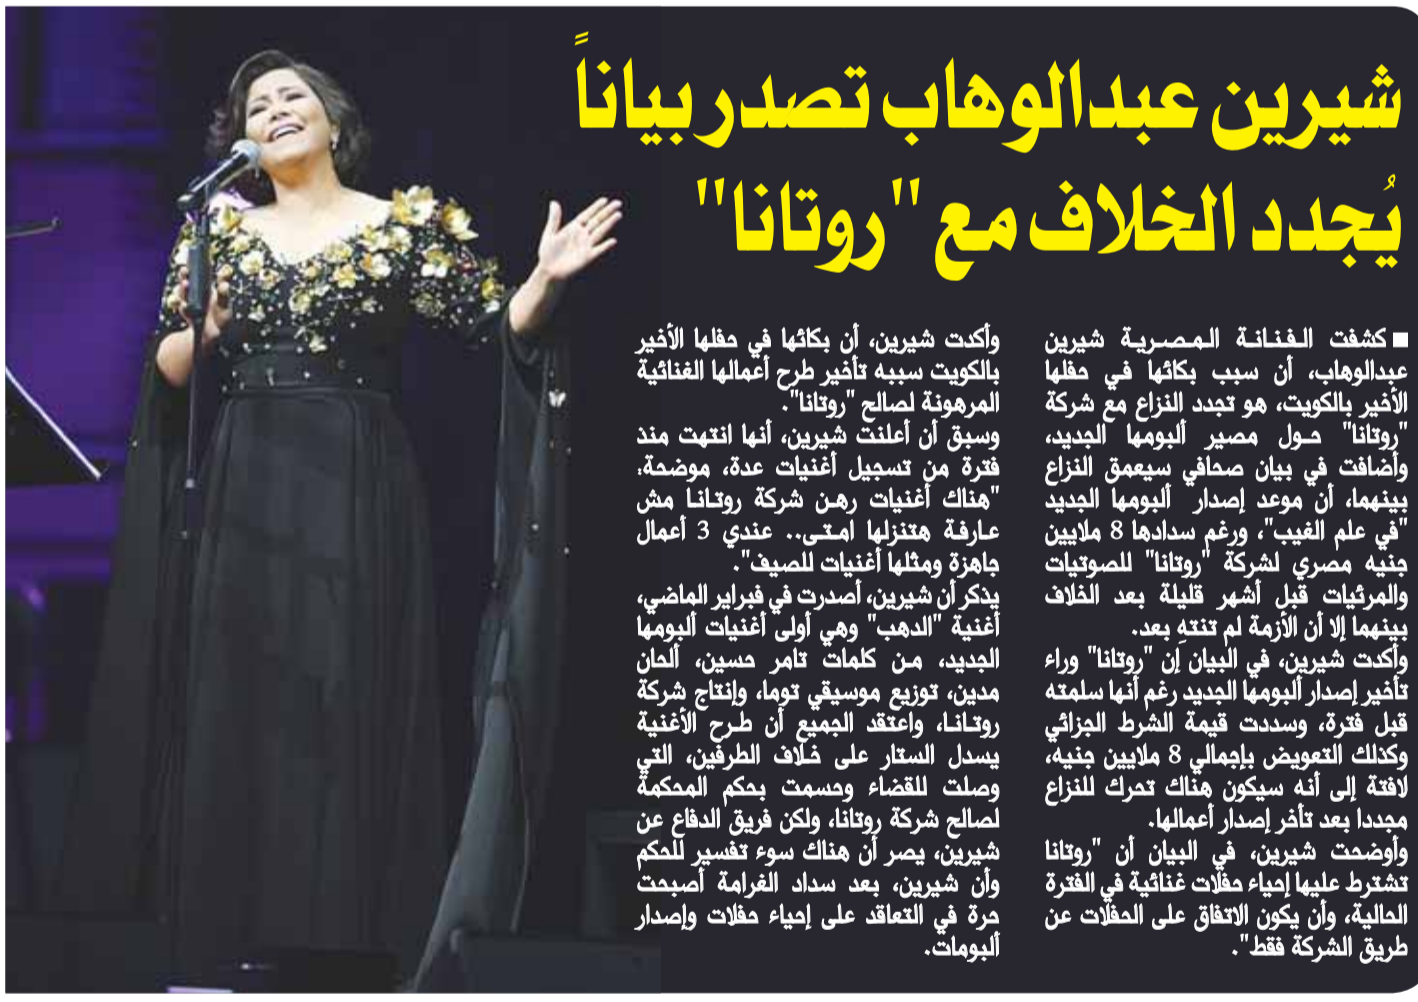 شيرين عبدالوهاب تصدر بياناً
يُجدد الخلاف مع "روتانا"
■ كشفت الفنانة المصرية شيرين
عبدالوهاب، أن سبب بكائها في حفلها
الأخير بالكويت، هو تجدد النزاع مع شركة
"روتانا" حول مصير ألبومها الجديد،
وأضافت في بيان صحافي سيعمق النزاع
بينهما، أن موعد إصدار ألبومها الجديد
"في علم الغيب"، ورغم سدادها 8 ملايين
جنيه مصري لشركة "روتانا" للصوتيات
والمرئيات قبل أشهر قليلة بعد الخلاف
بينهما إلا أن الأزمة لم تنتهِ بعد.
وأكدت شيرين، في البيان إن "روتانا" وراء
تأخير إصدار ألبومها الجديد رغم أنها سلمته
قبل فترة، وسددت قيمة الشرط الجزائي
وكذلك التعويض بإجمالي 8 ملايين جنيه،
لافتة إلى أنه سيكون هناك تحرك للنزاع
مجددا بعد تأخر إصدار أعمالها.
وأوضحت شيرين، في البيان أن "روتانا
تشترط عليها إحياء حفلات غنائية في الفترة
الحالية، وأن يكون الاتفاق على الحفلات عن
طريق الشركة فقط".
وأكدت شيرين، أن بكائها في حفلها الأخير
بالكويت سببه تأخير طرح أعمالها الغنائية
المرهونة لصالح "روتانا".
وسبق أن أعلنت شيرين، أنها انتهت منذ
فترة من تسجيل أغنيات عدة، موضحة:
"هناك أغنيات رهن شركة روتانا مش
عارفة هتنزلها امتى.. عندي 3 أعمال
جاهزة ومثلها أغنيات للصيف".
يذكر أن شيرين، أصدرت في فبراير الماضي،
أغنية "الدهب" وهي أولى أغنيات ألبومها
الجديد، من كلمات تامر حسين، ألحان
مدين، توزيع موسيقي توما، وإنتاج شركة
روتانا، واعتقد الجميع أن طرح الأغنية
يسدل الستار على خلاف الطرفين، التي
وصلت للقضاء وحسمت بحكم المحكمة
لصالح شركة روتانا، ولكن فريق الدفاع عن
شيرين، يصر أن هناك سوء تفسير للحكم
وأن شيرين، بعد سداد الغرامة أصبحت
حرة في التعاقد على إحياء حفلات وإصدار
ألبومات.